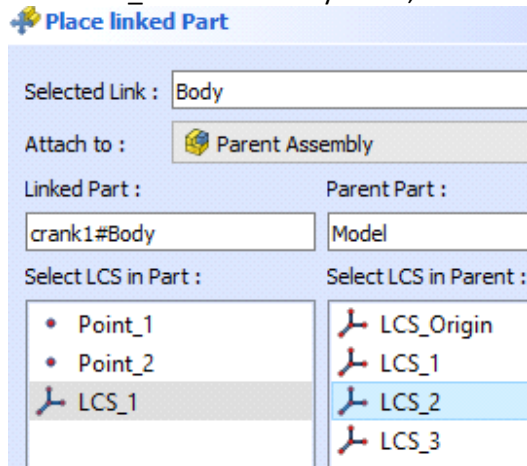 Place linked Part
Selected Link : Body
Attach to : Parent Assembly
Linked Part : Parent Part :
crank1#Body Model
Select LCS in Part : Select LCS in Parent :
Point_1 LCS_Origin
Point_2 LCS_1
LCS_1 LCS_2
LCS_3